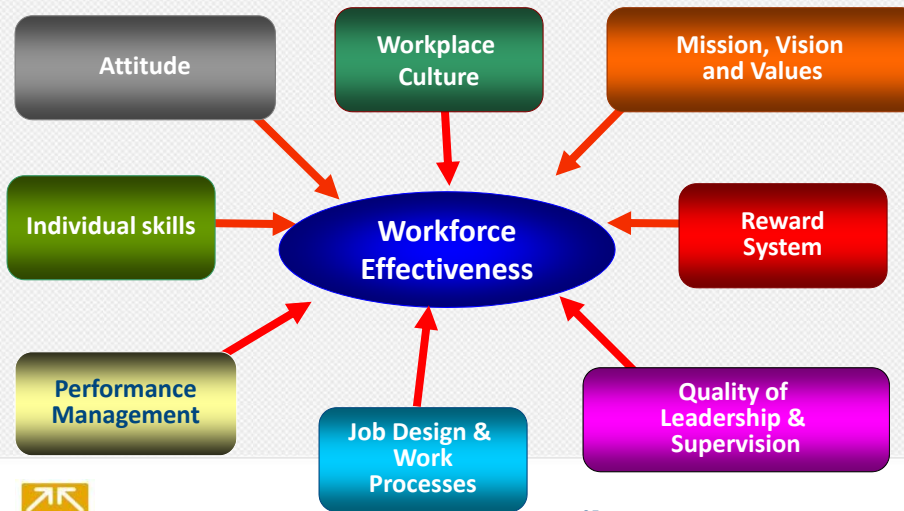 Attitude
Workplace
Culture
Mission, Vision
and Values
Individual skills
Workforce
Effectiveness
Reward
System
Performance
Management
Job Design &
Work
Processes
Quality of
Leadership &
Supervision